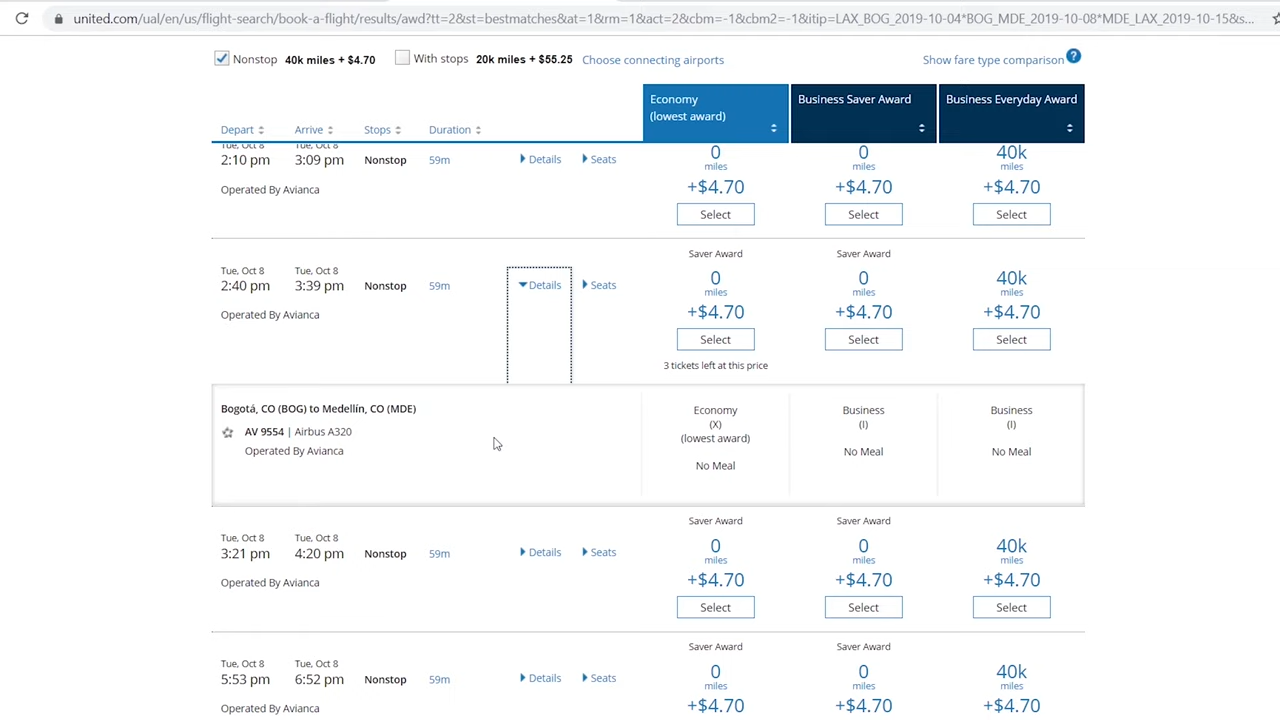 united.com/ual/en/us/flight-search/book-a-flight/results/awd?tt=2&st=bestmatches&at=1&rm=1&act=2&cbm=-1&cbm2=-1&itip=LAX_BOG_2019-10-04*BOG_MDE_2019-10-08*MDE_LAX_2019-10-15&s...
Nonstop 40k miles + $4.70 With stops 20k miles + $55.25 Choose connecting airports Show fare type comparison ?
Economy (lowest award) Business Saver Award Business Everyday Award
Depart Arrive Stops Duration
Tue, Oct 8 Tue, Oct 8
2:10 pm 3:09 pm Nonstop 59m Details Seats
0 miles 0 miles 40k miles
+$4.70 +$4.70 +$4.70
Operated By Avianca
Select Select Select
Saver Award Saver Award
Tue, Oct 8 Tue, Oct 8
2:40 pm 3:39 pm Nonstop 59m Details Seats
0 miles 0 miles 40k miles
+$4.70 +$4.70 +$4.70
Operated By Avianca
Select Select Select
3 tickets left at this price
Bogotá, CO (BOG) to Medellín, CO (MDE)
AV 9554 | Airbus A320
Operated By Avianca
Economy Business Business
(X) (I) (I)
(lowest award)
No Meal No Meal No Meal
Saver Award Saver Award
Tue, Oct 8 Tue, Oct 8
3:21 pm 4:20 pm Nonstop 59m Details Seats
0 miles 0 miles 40k miles
+$4.70 +$4.70 +$4.70
Operated By Avianca
Select Select Select
Saver Award Saver Award
Tue, Oct 8 Tue, Oct 8
5:53 pm 6:52 pm Nonstop 59m Details Seats
0 miles 0 miles 40k miles
+$4.70 +$4.70 +$4.70
Operated By Avianca